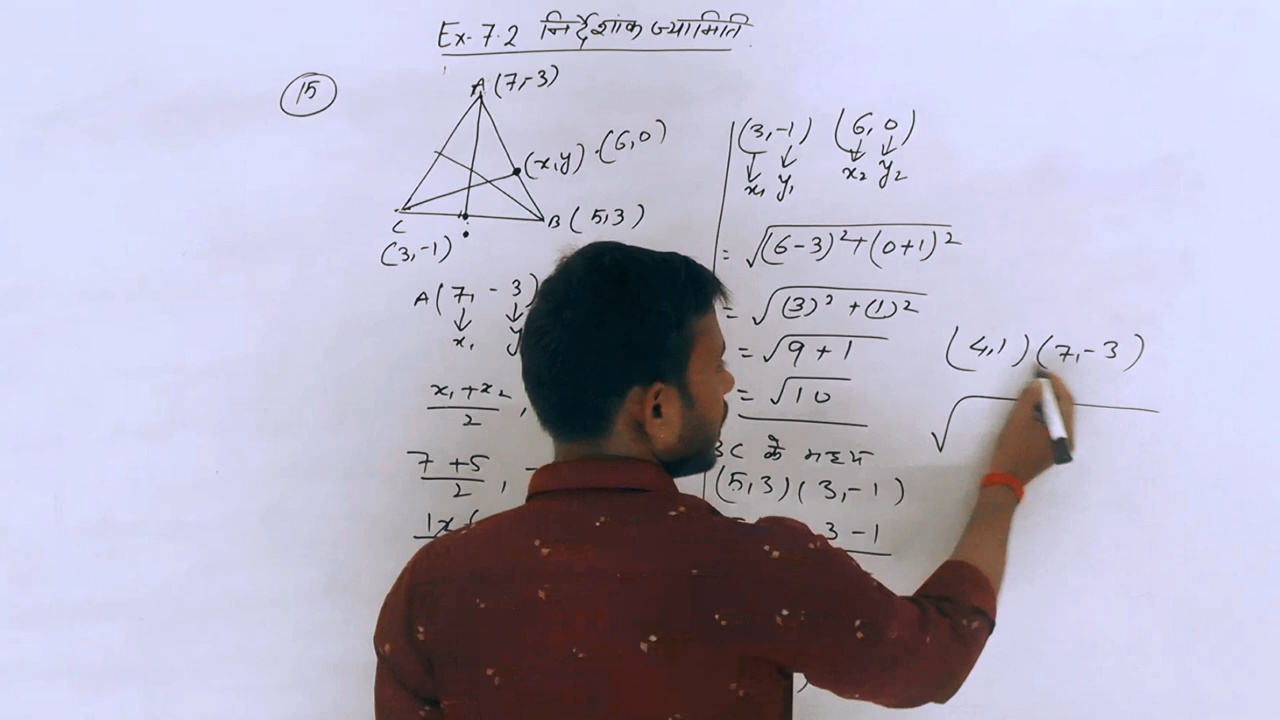 Ex-7.2 निर्देशांक ज्यामिति
15
A (7,-3)
(x,y) · (6,0)
C
B (5,3)
(3,-1)
A (7, -3)
x₁
x₁+x₂/2,
7+5/2,
(3,-1) (6,0)
x₁ y₁ x₂ y₂
= √(6-3)²+(0+1)²
= √(3)²+(1)²
= √9+1
= √10
BC के मध्य
(5,3) (3,-1)
3-1
(4,1) (7,-3)
√